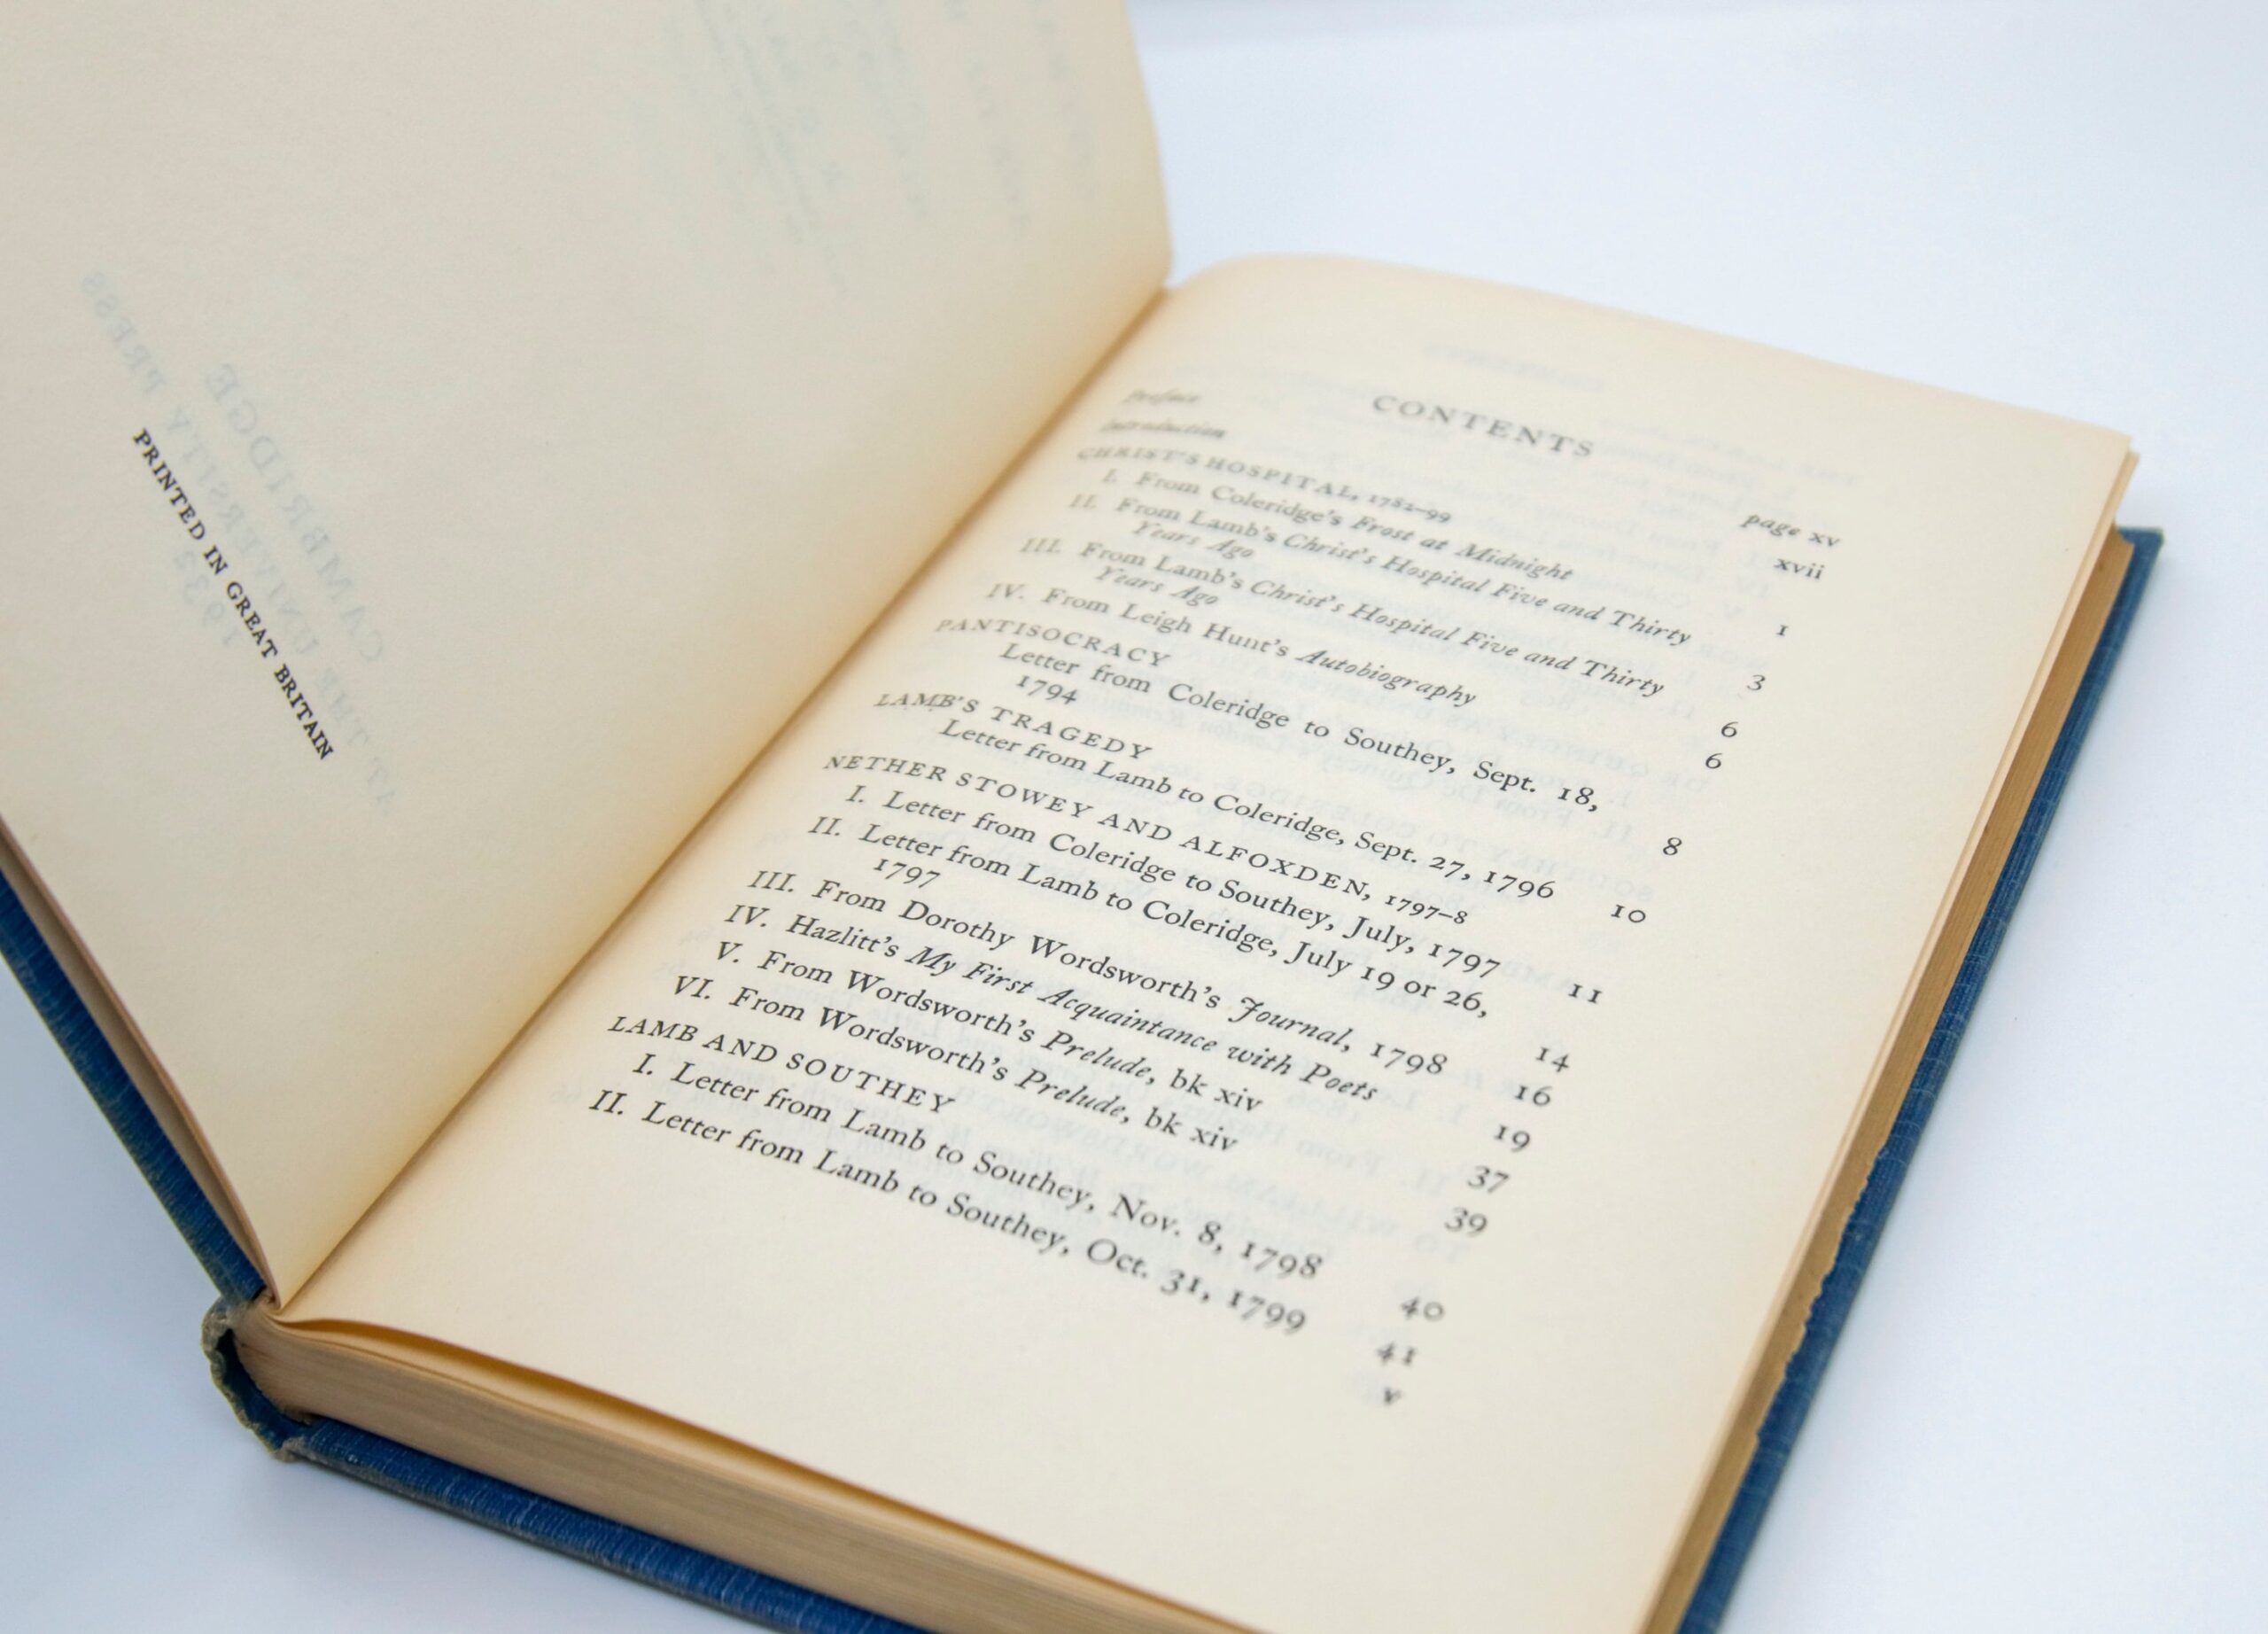 PRINTED IN GREAT BRITAIN
CAMBRIDGE
AT THE UNIVERSITY PRESS
CONTENTS
Preface page xv
Introduction xvii
CHRIST'S HOSPITAL, 1782–99
I. From Coleridge's Frost at Midnight 1
II. From Lamb's Christ's Hospital Five and Thirty
Years Ago 3
III. From Lamb's Christ's Hospital Five and Thirty
Years Ago 6
IV. From Leigh Hunt's Autobiography 6
PANTISOCRACY
Letter from Coleridge to Southey, Sept. 18,
1794 8
LAMB'S TRAGEDY
Letter from Lamb to Coleridge, Sept. 27, 1796 10
NETHER STOWEY AND ALFOXDEN, 1797–8
I. Letter from Coleridge to Southey, July, 1797 11
II. Letter from Lamb to Coleridge, July 19 or 26,
1797 14
III. From Dorothy Wordsworth's Journal, 1798 16
IV. Hazlitt's My First Acquaintance with Poets 19
V. From Wordsworth's Prelude, bk xiv 37
VI. From Wordsworth's Prelude, bk xiv 39
LAMB AND SOUTHEY
I. Letter from Lamb to Southey, Nov. 8, 1798 40
II. Letter from Lamb to Southey, Oct. 31, 1799 41
v